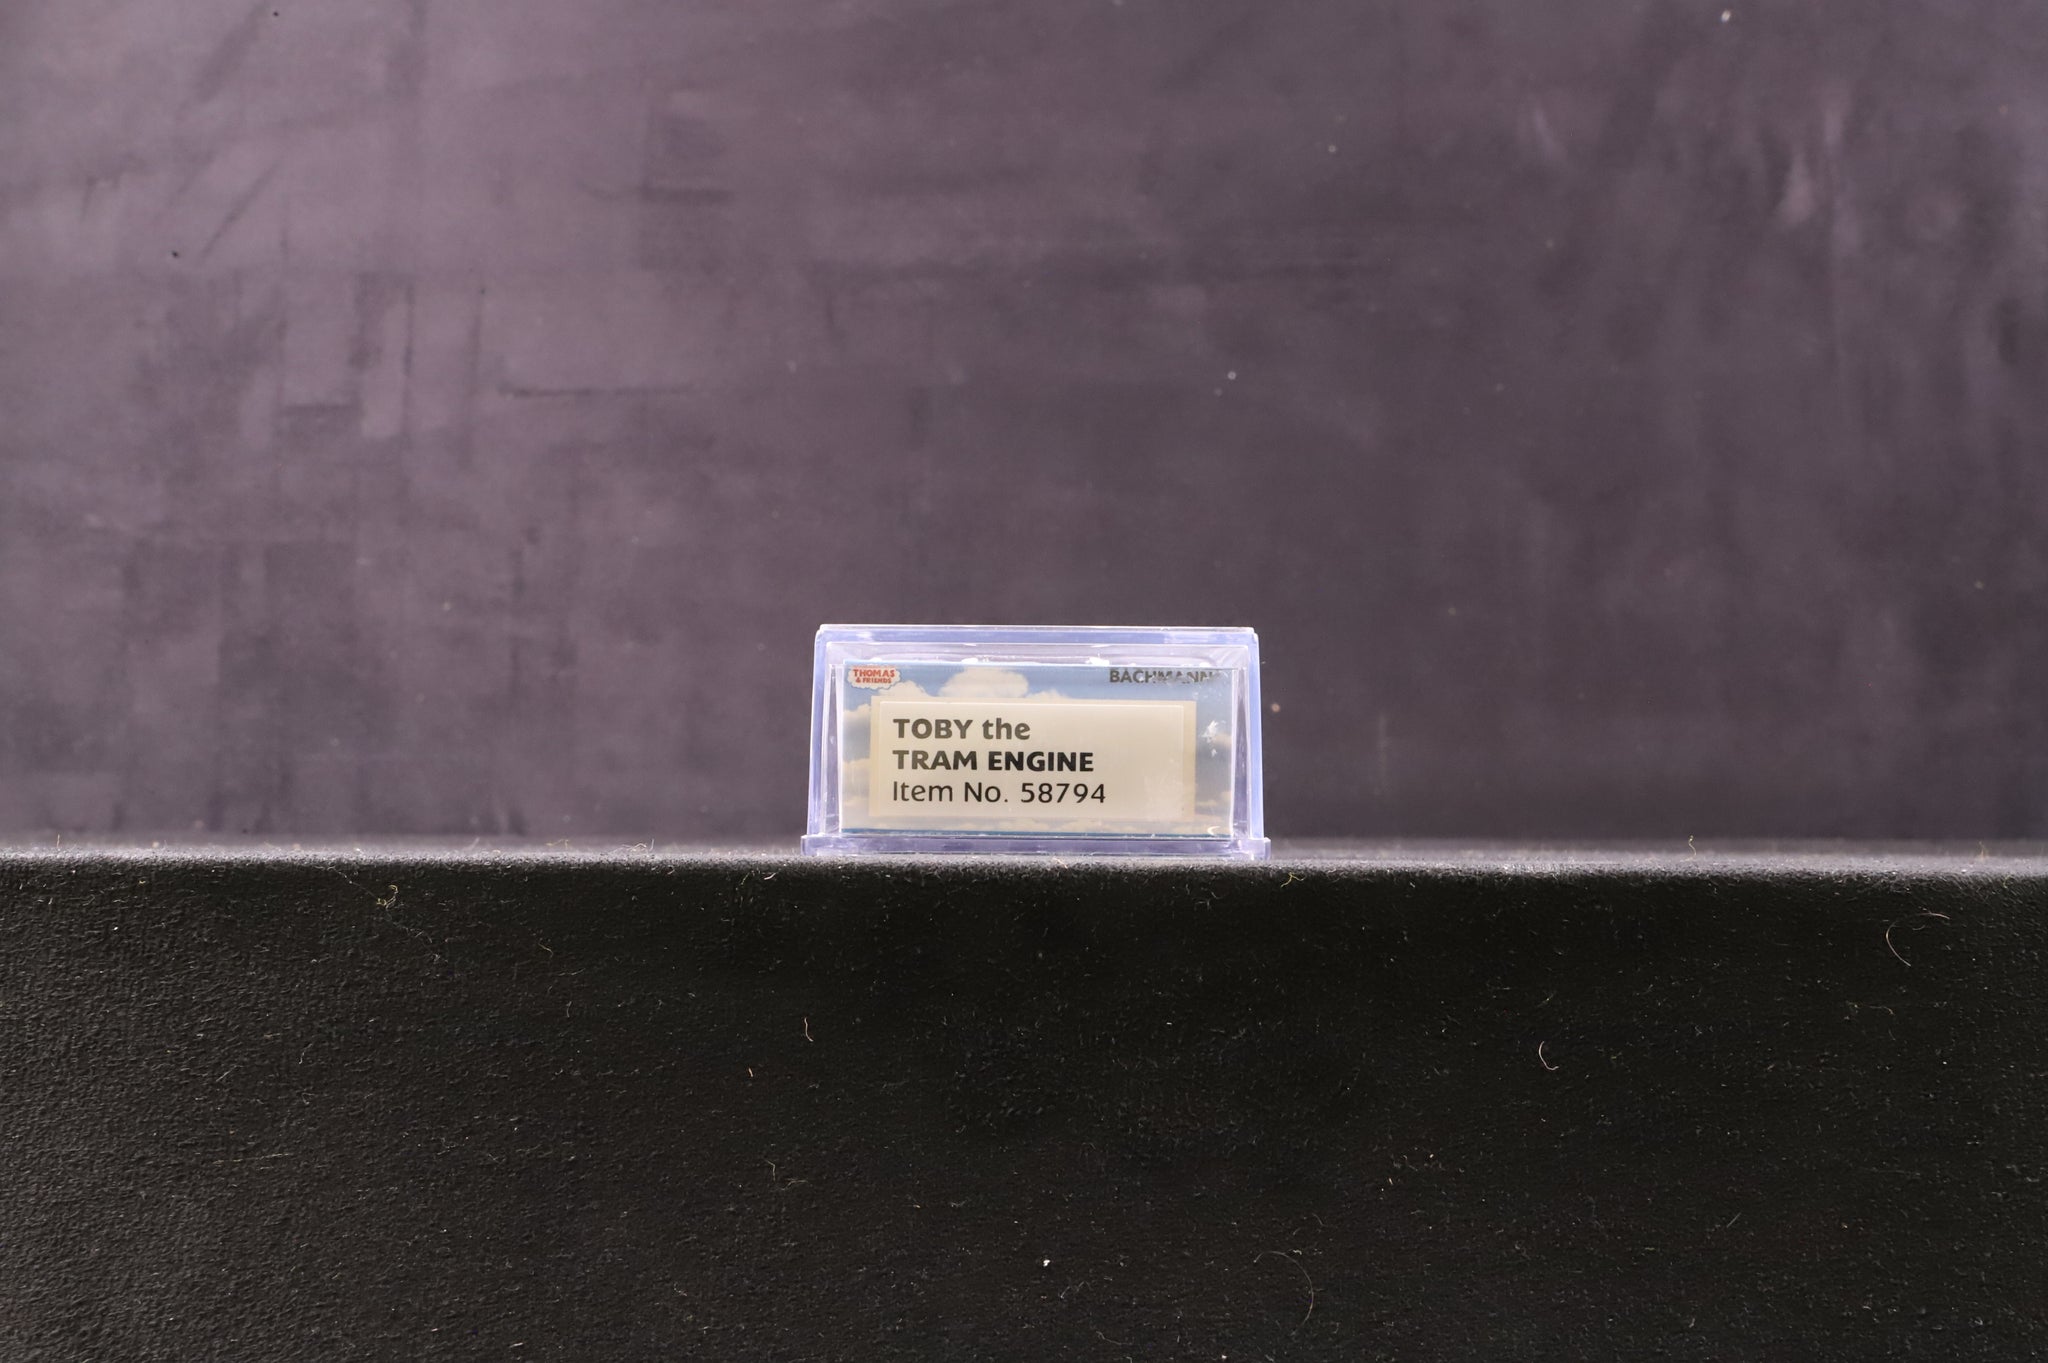 THOMAS
& FRIENDS
BACHMANN
TOBY the
TRAM ENGINE
Item No. 58794